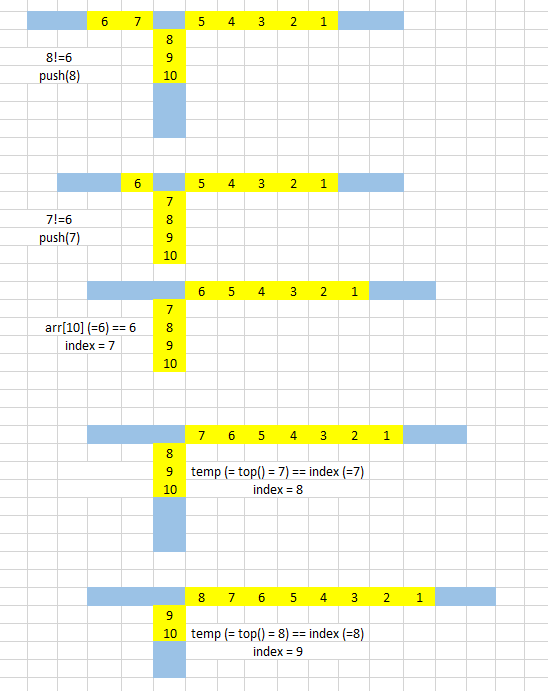 6 7 5 4 3 2 1
8
8!=6 9
push(8) 10
6 5 4 3 2 1
7
7!=6 8
push(7) 9
10
6 5 4 3 2 1
7
arr[10] (=6) == 6 8
index = 7 9
10
7 6 5 4 3 2 1
8
9 temp (= top() = 7) == index (=7)
10 index = 8
8 7 6 5 4 3 2 1
9
10 temp (= top() = 8) == index (=8)
index = 9